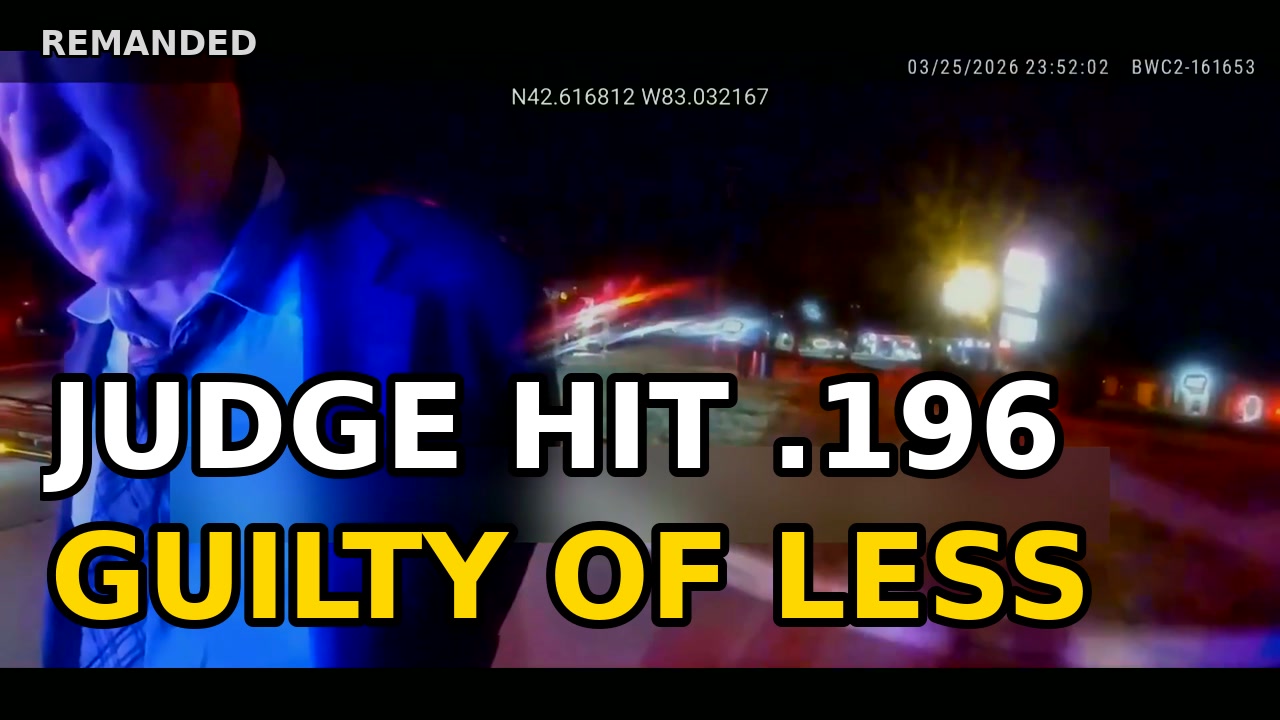 REMANDED
03/25/2026 23:52:02 BWC2-161653
N42.616812 W83.032167
JUDGE HIT .196
GUILTY OF LESS